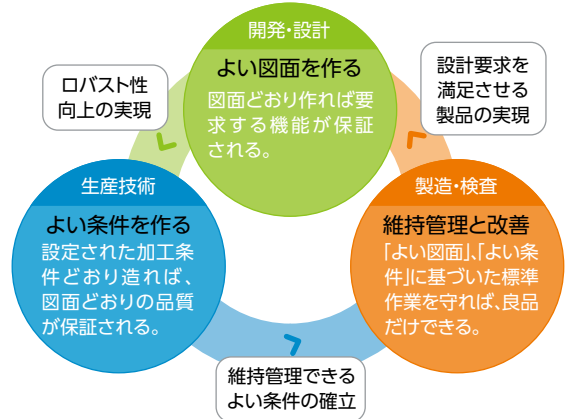 開発・設計
よい図面を作る
図面どおり作れば要
求する機能が保証
される。
ロバスト性
向上の実現
設計要求を
満足させる
製品の実現
生産技術
よい条件を作る
設定された加工条
件どおり造れば、
図面どおりの品質
が保証される。
製造・検査
維持管理と改善
「よい図面」、「よい条
件」に基づいた標準
作業を守れば、良品
だけできる。
維持管理できる
よい条件の確立